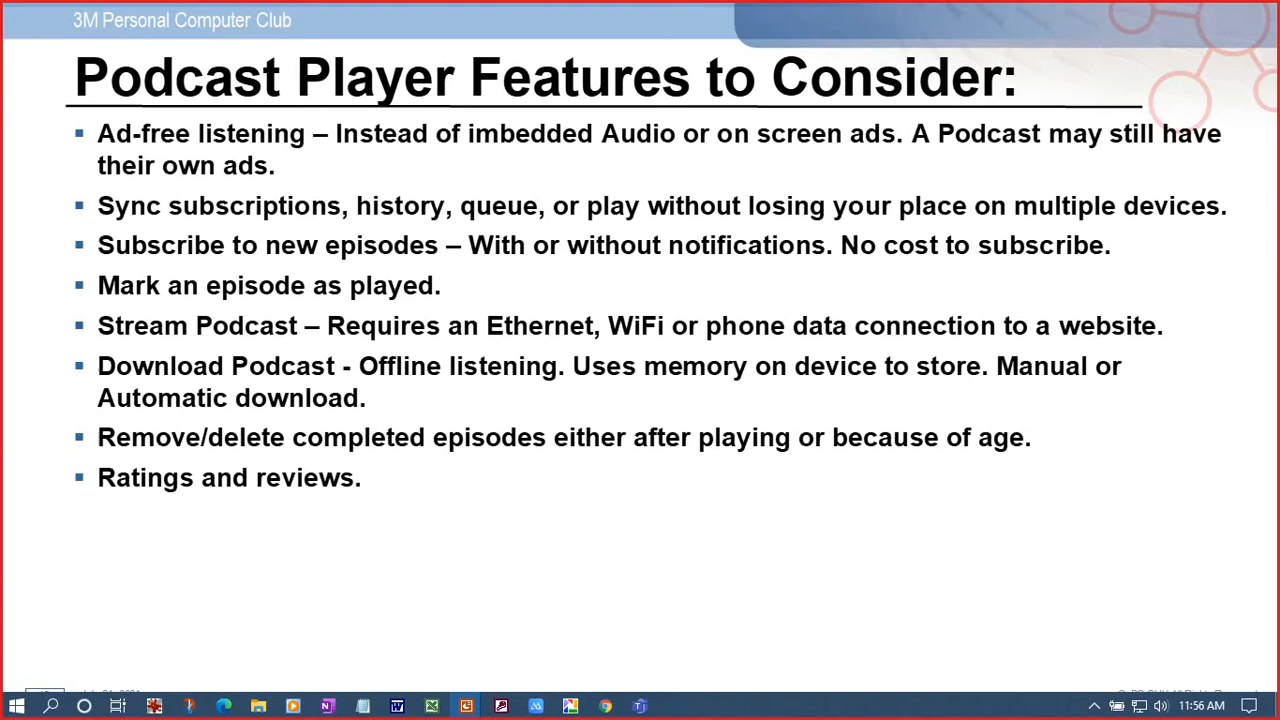 3M Personal Computer Club
Podcast Player Features to Consider:
▪ Ad-free listening – Instead of imbedded Audio or on screen ads. A Podcast may still have
their own ads.
▪ Sync subscriptions, history, queue, or play without losing your place on multiple devices.
▪ Subscribe to new episodes – With or without notifications. No cost to subscribe.
▪ Mark an episode as played.
▪ Stream Podcast – Requires an Ethernet, WiFi or phone data connection to a website.
▪ Download Podcast - Offline listening. Uses memory on device to store. Manual or
Automatic download.
▪ Remove/delete completed episodes either after playing or because of age.
▪ Ratings and reviews.
11:56 AM